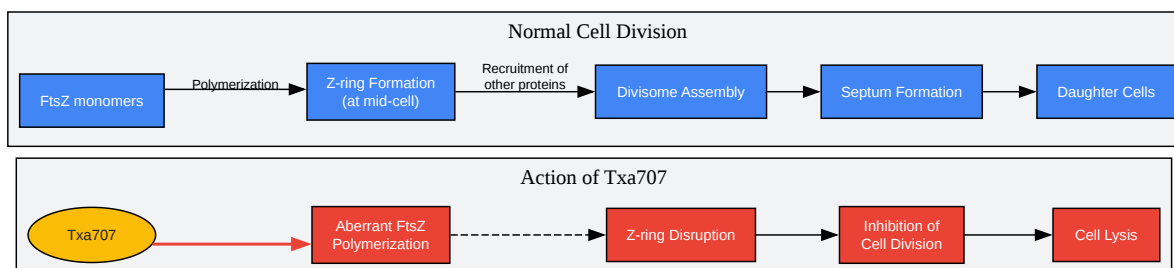 Normal Cell Division
FtsZ monomers
Polymerization
Z-ring Formation
(at mid-cell)
Recruitment of
other proteins
Divisome Assembly
Septum Formation
Daughter Cells
Action of Txa707
Txa707
Aberrant FtsZ
Polymerization
Z-ring Disruption
Inhibition of
Cell Division
Cell Lysis